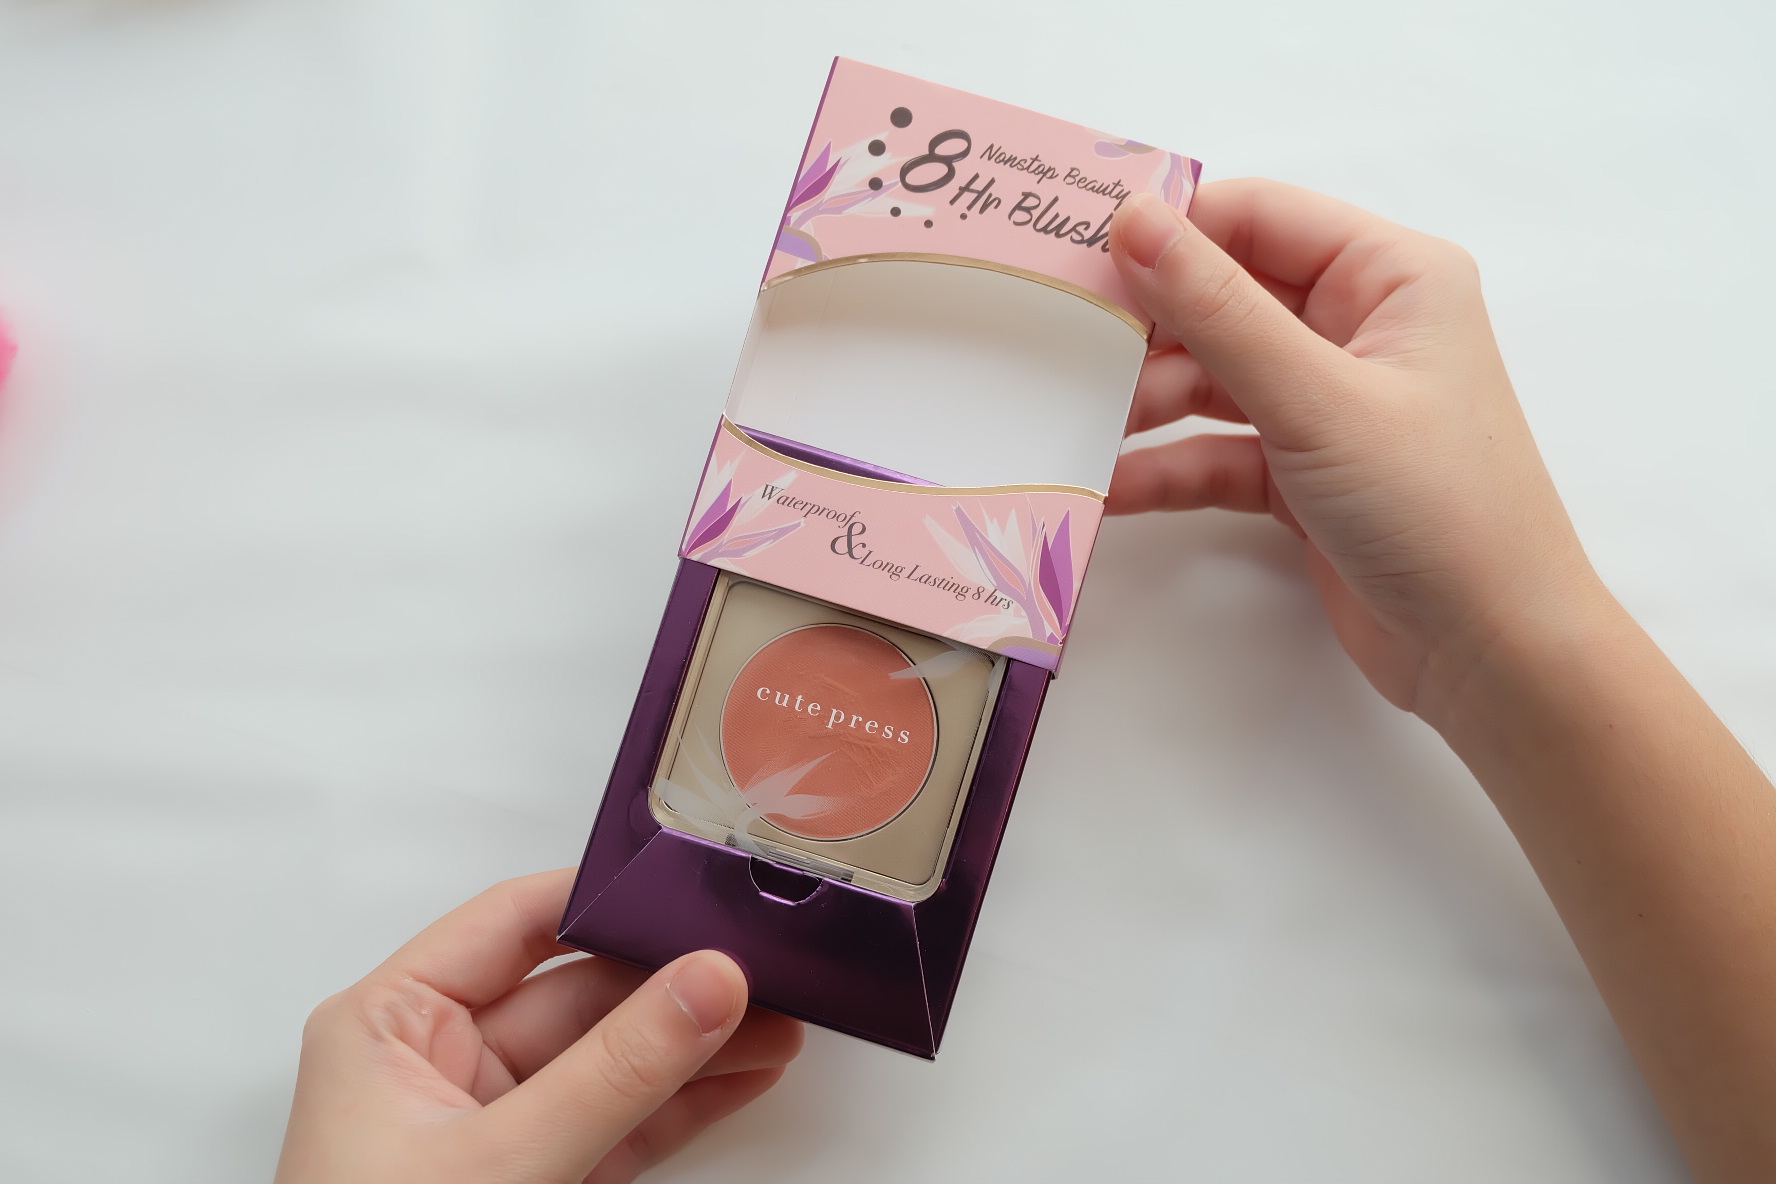 8 Nonstop Beauty
Hr Blush
Waterproof
&
Long Lasting 8 hrs
cute press